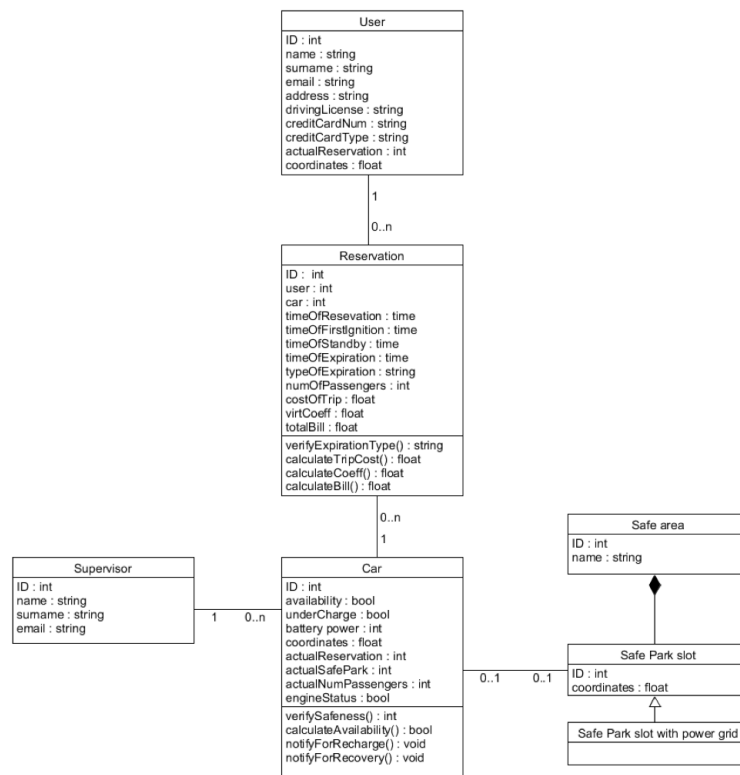 User
ID : int
name : string
surname : string
email : string
address : string
drivingLicense : string
creditCardNum : string
creditCardType : string
actualReservation : int
coordinates : float
1
0..n
Reservation
ID : int
user : int
car : int
timeOfResevation : time
timeOfFirstIgnition : time
timeOfStandby : time
timeOfExpiration : time
typeOfExpiration : string
numOfPassengers : int
costOfTrip : float
virtCoeff : float
totalBill : float
verifyExpirationType() : string
calculateTripCost() : float
calculateCoeff() : float
calculateBill() : float
0..n
1
Safe area
ID : int
name : string
Supervisor
ID : int
name : string
surname : string
email : string
1 0..n
Car
ID : int
availability : bool
underCharge : bool
battery power : int
coordinates : float
actualReservation : int
actualSafePark : int
actualNumPassengers : int
engineStatus : bool
verifySafeness() : int
calculateAvailability() : bool
notifyForRecharge() : void
notifyForRecovery() : void
0..1 0..1
Safe Park slot
ID : int
coordinates : float
Safe Park slot with power grid